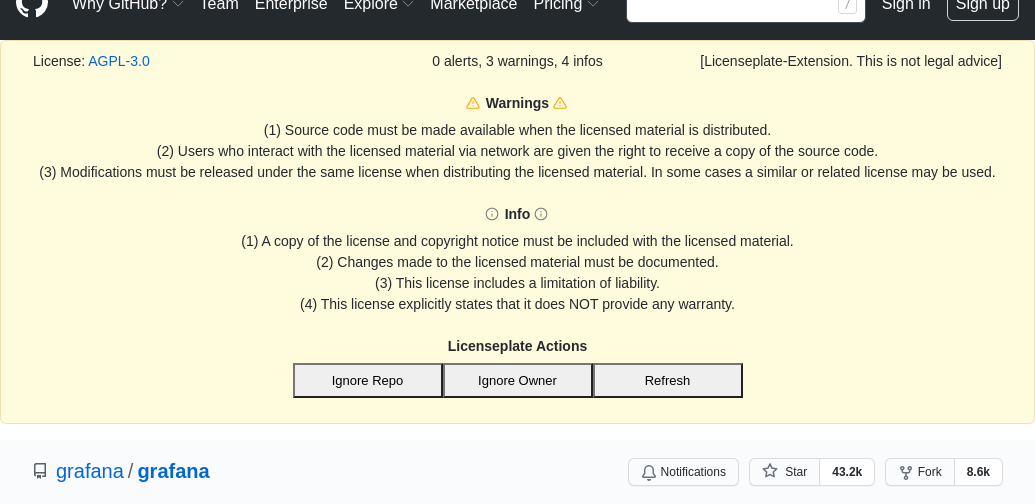 Why GitHub? Team Enterprise Explore Marketplace Pricing / Sign in Sign up
License: AGPL-3.0 0 alerts, 3 warnings, 4 infos [Licenseplate-Extension. This is not legal advice]
Warnings
(1) Source code must be made available when the licensed material is distributed.
(2) Users who interact with the licensed material via network are given the right to receive a copy of the source code.
(3) Modifications must be released under the same license when distributing the licensed material. In some cases a similar or related license may be used.
Info
(1) A copy of the license and copyright notice must be included with the licensed material.
(2) Changes made to the licensed material must be documented.
(3) This license includes a limitation of liability.
(4) This license explicitly states that it does NOT provide any warranty.
Licenseplate Actions
Ignore Repo Ignore Owner Refresh
grafana / grafana Notifications Star 43.2k Fork 8.6k